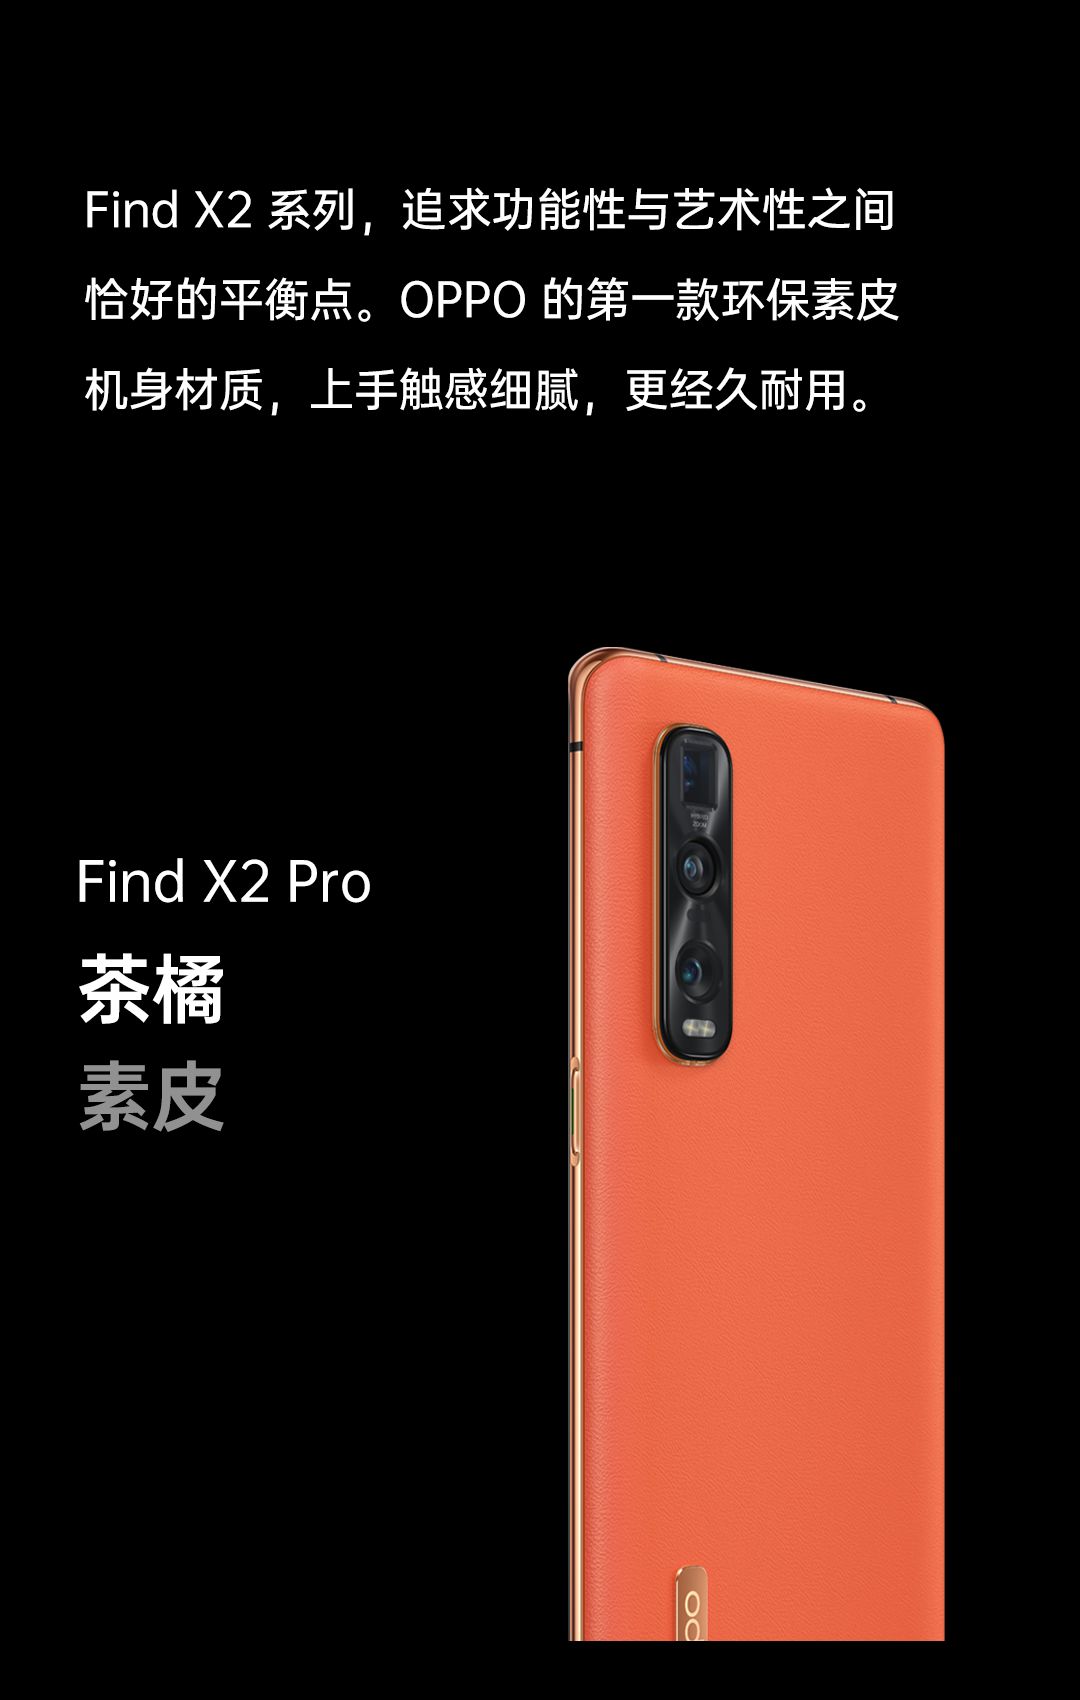 Find X2 系列，追求功能性与艺术性之间
恰好的平衡点。OPPO 的第一款环保素皮
机身材质，上手触感细腻，更经久耐用。
HYBRID
ZOOM
Find X2 Pro
茶橘
素皮